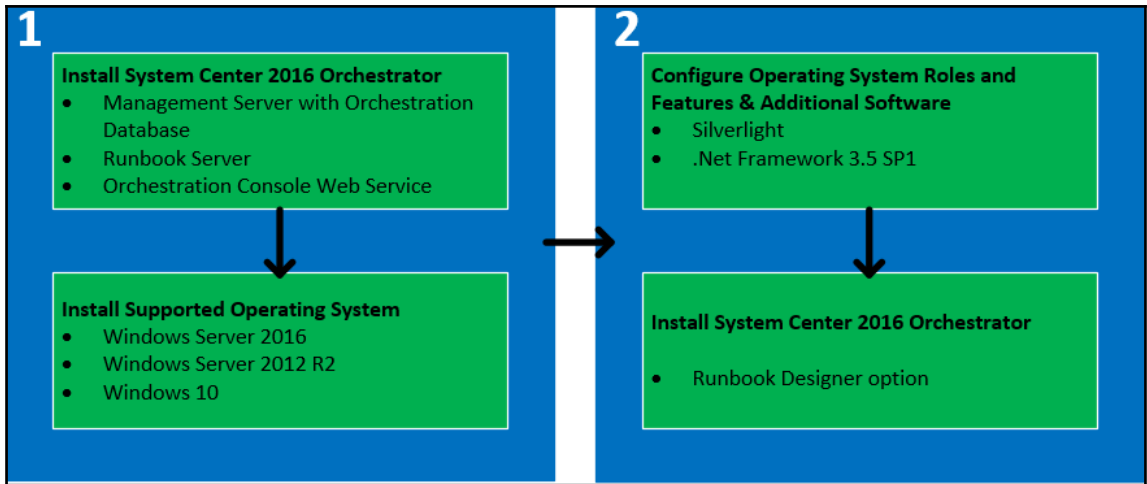 1
Install System Center 2016 Orchestrator
• Management Server with Orchestration
Database
• Runbook Server
• Orchestration Console Web Service
Install Supported Operating System
• Windows Server 2016
• Windows Server 2012 R2
• Windows 10
2
Configure Operating System Roles and
Features & Additional Software
• Silverlight
• .Net Framework 3.5 SP1
Install System Center 2016 Orchestrator
• Runbook Designer option